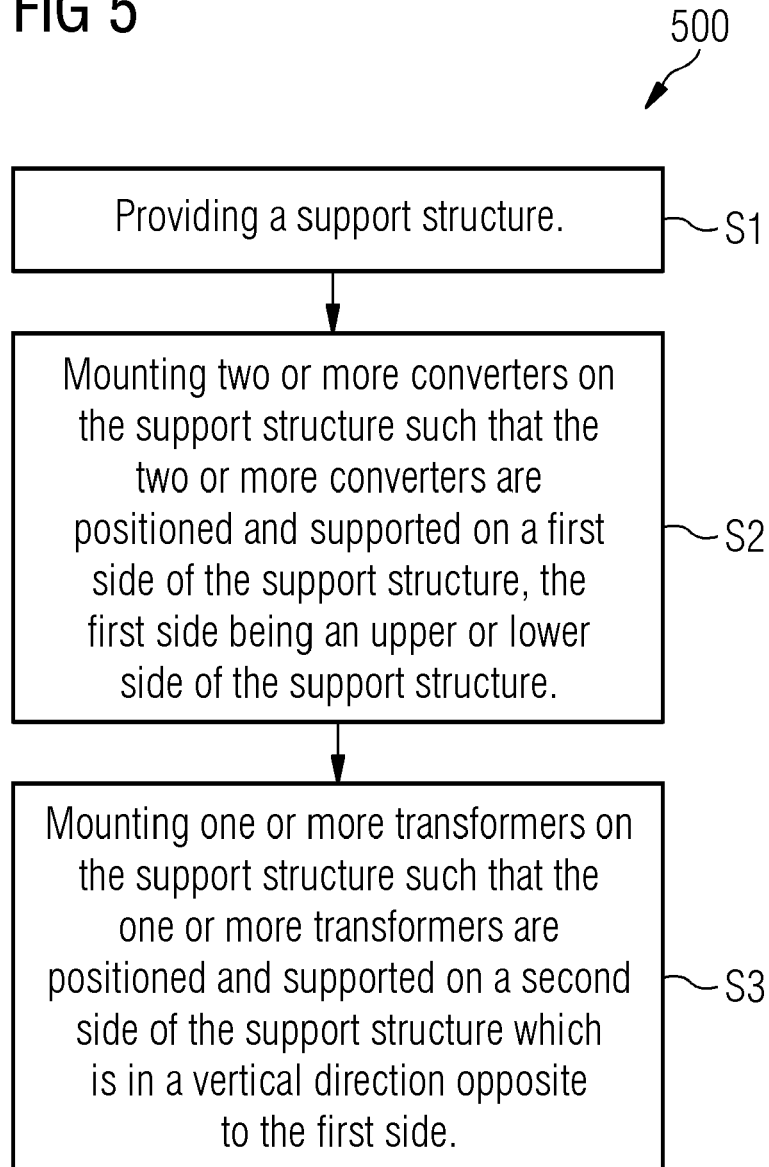 FIG 5
500
Providing a support structure.
S1
Mounting two or more converters on
the support structure such that the
two or more converters are
positioned and supported on a first
side of the support structure, the
first side being an upper or lower
side of the support structure.
S2
Mounting one or more transformers on
the support structure such that the
one or more transformers are
positioned and supported on a second
side of the support structure which
is in a vertical direction opposite
to the first side.
S3